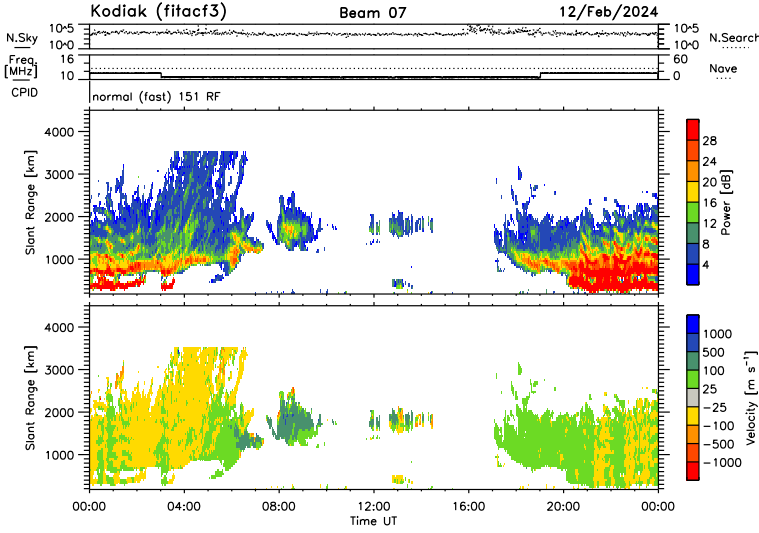 Kodiak (fitacf3) Beam 07 12/Feb/2024
N.Sky 10^5 10^0 10^5 10^0 N.Search
Freq. [MHz] 16 10 60 0 Nave
CPID normal (fast) 151 RF
Slant Range [km] 4000 3000 2000 1000
28 24 20 16 12 8 4 Power [dB]
Slant Range [km] 4000 3000 2000 1000
1000 500 100 25 −25 −100 −500 −1000 Velocity [m s⁻¹]
00:00 04:00 08:00 12:00 16:00 20:00 00:00
Time UT